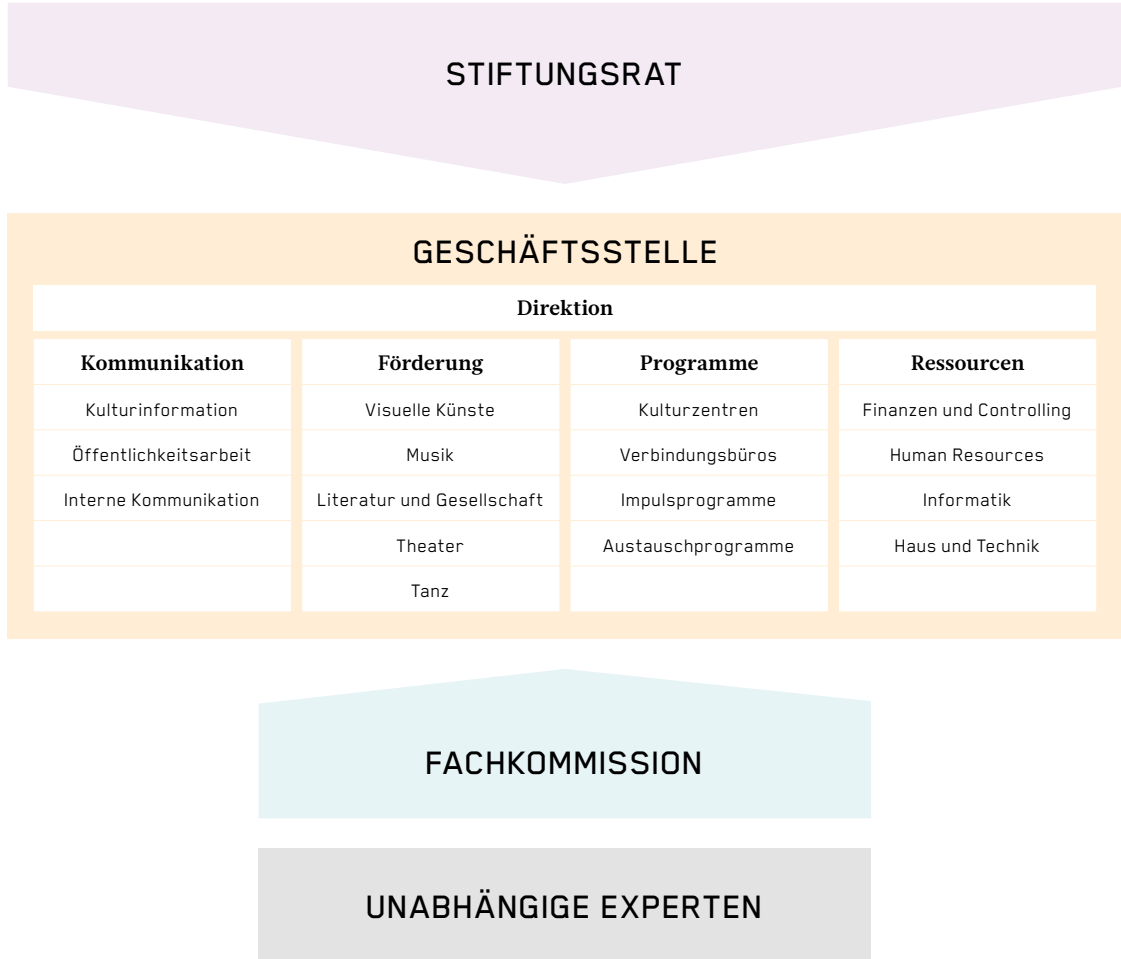 STIFTUNGSRAT
GESCHÄFTSSTELLE
Direktion
Kommunikation
Kulturinformation
Öffentlichkeitsarbeit
Interne Kommunikation
Förderung
Visuelle Künste
Musik
Literatur und Gesellschaft
Theater
Tanz
Programme
Kulturzentren
Verbindungsbüros
Impulsprogramme
Austauschprogramme
Ressourcen
Finanzen und Controlling
Human Resources
Informatik
Haus und Technik
FACHKOMMISSION
UNABHÄNGIGE EXPERTEN